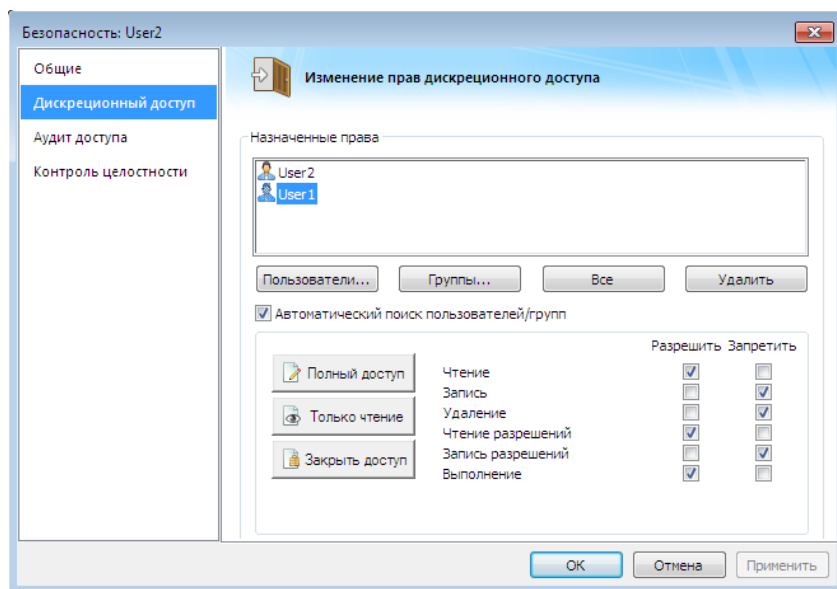 Безопасность: User2
Общие
Дискреционный доступ
Аудит доступа
Контроль целостности
Изменение прав дискреционного доступа
Назначенные права
User2
User1
Пользователи... Группы... Все Удалить
Автоматический поиск пользователей/групп
Разрешить Запретить
Полный доступ
Только чтение
Закрыть доступ
Чтение
Запись
Удаление
Чтение разрешений
Запись разрешений
Выполнение
OK Отмена Применить